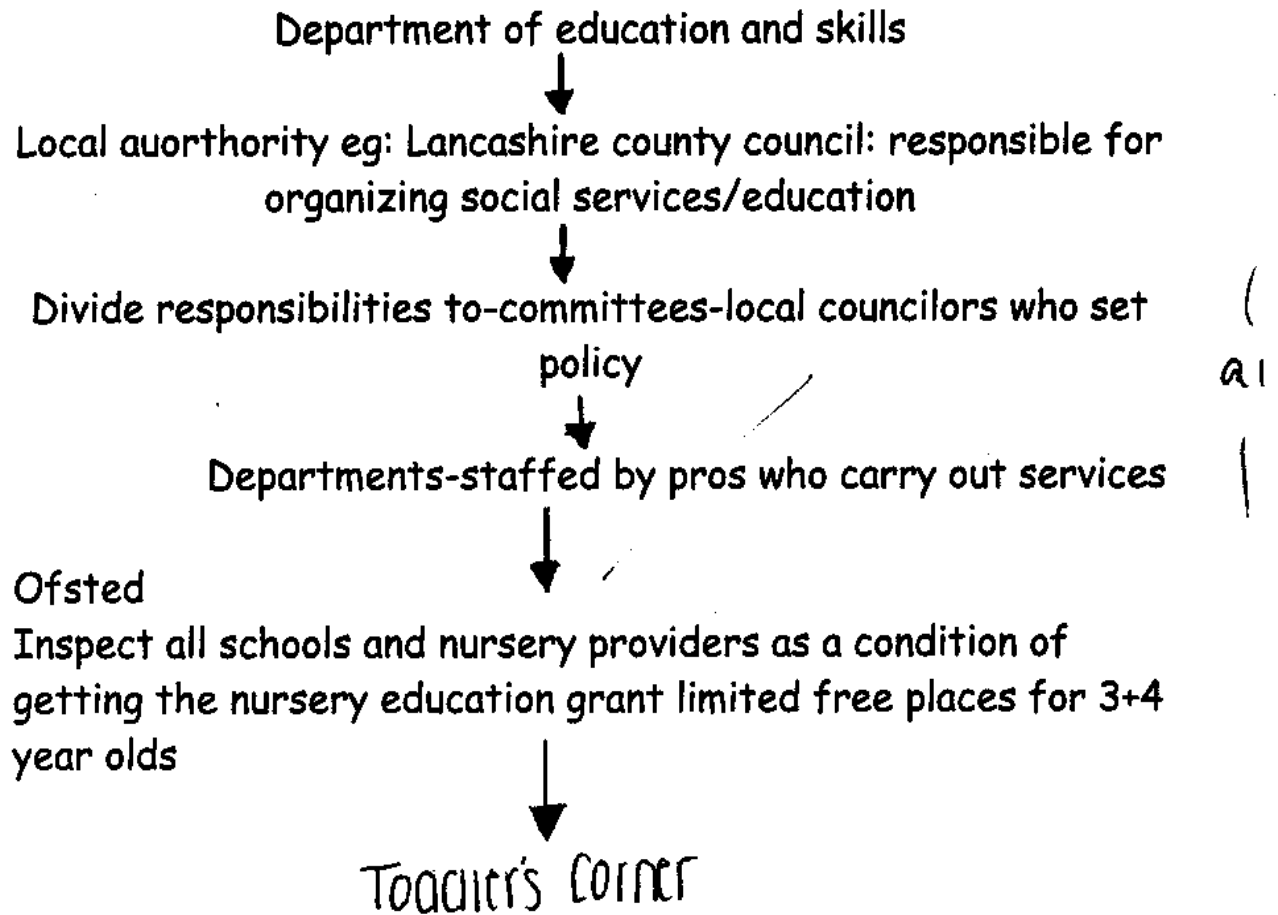 Department of education and skills
Local auorthority eg: Lancashire county council: responsible for
organizing social services/education
Divide responsibilities to-committees-local councilors who set
policy
a1
Departments-staffed by pros who carry out services
Ofsted
Inspect all schools and nursery providers as a condition of
getting the nursery education grant limited free places for 3+4
year olds
Toddler's Corner